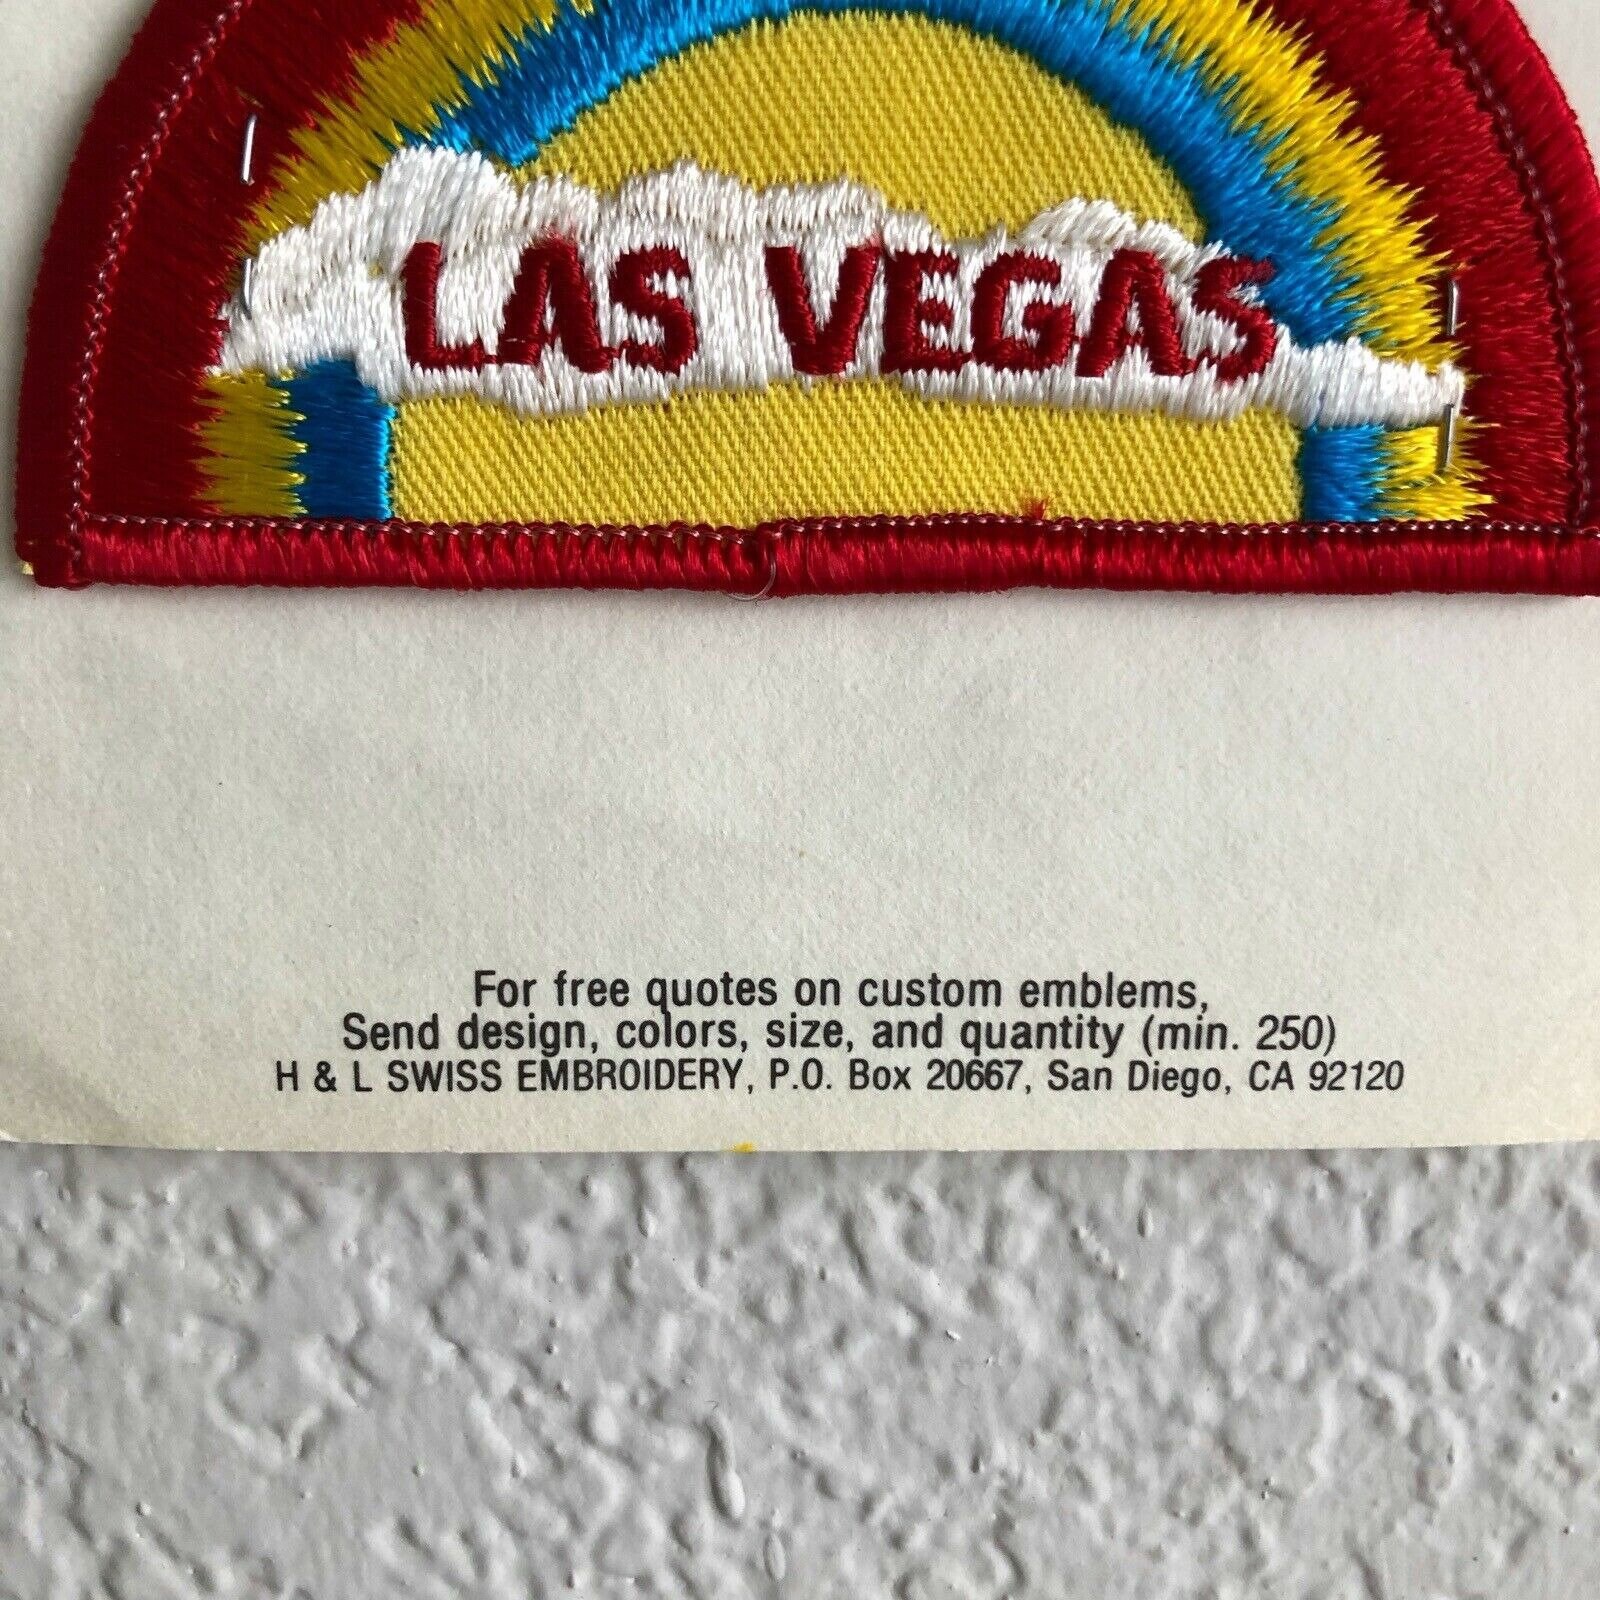 LAS VEGAS
For free quotes on custom emblems,
Send design, colors, size, and quantity (min. 250)
H & L SWISS EMBROIDERY, P.O. Box 20667, San Diego, CA 92120